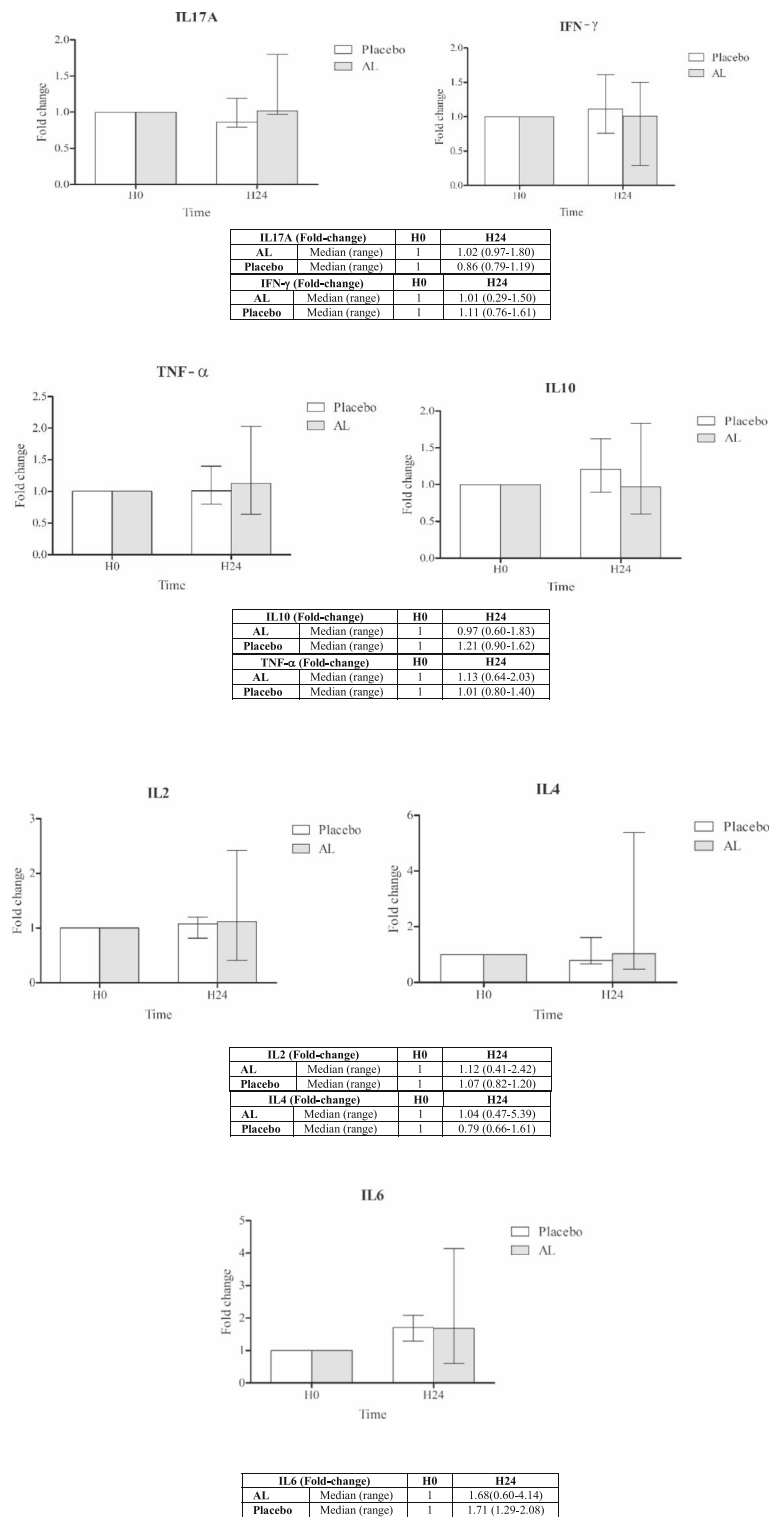 IL17A
Placebo
AL
Fold change
2.0
1.5
1.0
0.5
0.0
H0 H24
Time
IFN-γ
Placebo
AL
Fold change
2.0
1.5
1.0
0.5
0.0
H0 H24
Time
IL17A (Fold-change) H0 H24
AL Median (range) 1 1.02 (0.97-1.80)
Placebo Median (range) 1 0.86 (0.79-1.19)
IFN-γ (Fold-change) H0 H24
AL Median (range) 1 1.01 (0.29-1.50)
Placebo Median (range) 1 1.11 (0.76-1.61)
TNF-α
Placebo
AL
Fold change
2.5
2.0
1.5
1.0
0.5
0.0
H0 H24
Time
IL10
Placebo
AL
Fold change
2.0
1.5
1.0
0.5
0.0
H0 H24
Time
IL10 (Fold-change) H0 H24
AL Median (range) 1 0.97 (0.60-1.83)
Placebo Median (range) 1 1.21 (0.90-1.62)
TNF-α (Fold-change) H0 H24
AL Median (range) 1 1.13 (0.64-2.03)
Placebo Median (range) 1 1.01 (0.80-1.40)
IL2
Placebo
AL
Fold change
3
2
1
0
H0 H24
Time
IL4
Placebo
AL
Fold change
6
4
2
0
H0 H24
Time
IL2 (Fold-change) H0 H24
AL Median (range) 1 1.12 (0.41-2.42)
Placebo Median (range) 1 1.07 (0.82-1.20)
IL4 (Fold-change) H0 H24
AL Median (range) 1 1.04 (0.47-5.39)
Placebo Median (range) 1 0.79 (0.66-1.61)
IL6
Placebo
AL
Fold change
5
4
3
2
1
0
H0 H24
Time
IL6 (Fold-change) H0 H24
AL Median (range) 1 1.68(0.60-4.14)
Placebo Median (range) 1 1.71 (1.29-2.08)